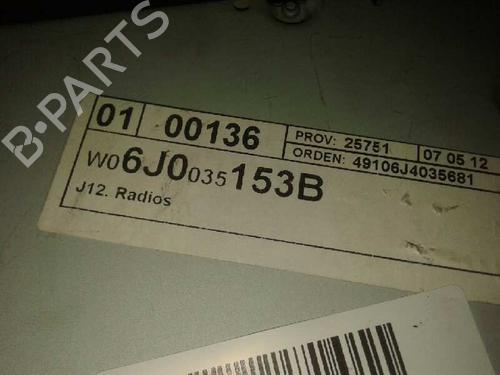 B-PARTS
01 00136 PROV: 25751 07 05 12
ORDEN: 49106J4035681
W06J0035153B
J12. Radios